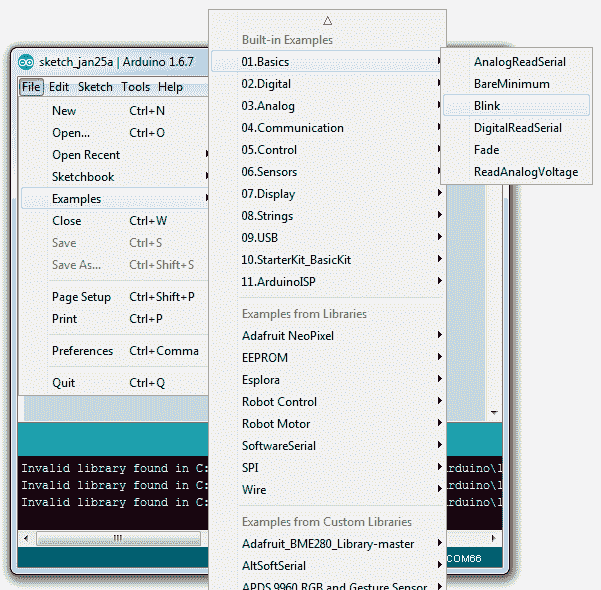 sketch_jan25a | Arduino 1.6.7
File Edit Sketch Tools Help
New Ctrl+N
Open... Ctrl+O
Open Recent
Sketchbook
Examples
Close Ctrl+W
Save Ctrl+S
Save As... Ctrl+Shift+S
Page Setup Ctrl+Shift+P
Print Ctrl+P
Preferences Ctrl+Comma
Quit Ctrl+Q
Built-in Examples
01.Basics
02.Digital
03.Analog
04.Communication
05.Control
06.Sensors
07.Display
08.Strings
09.USB
10.StarterKit_BasicKit
11.ArduinoISP
Examples from Libraries
Adafruit NeoPixel
EEPROM
Esplora
Robot Control
Robot Motor
SoftwareSerial
SPI
Wire
Examples from Custom Libraries
Adafruit_BME280_Library-master
AltSoftSerial
APDS 9960 RGB and Gesture Sensor
AnalogReadSerial
BareMinimum
Blink
DigitalReadSerial
Fade
ReadAnalogVoltage
Invalid library found in C: rduino\l
Invalid library found in C: rduino\l
Invalid library found in C: rduino\l
COM66